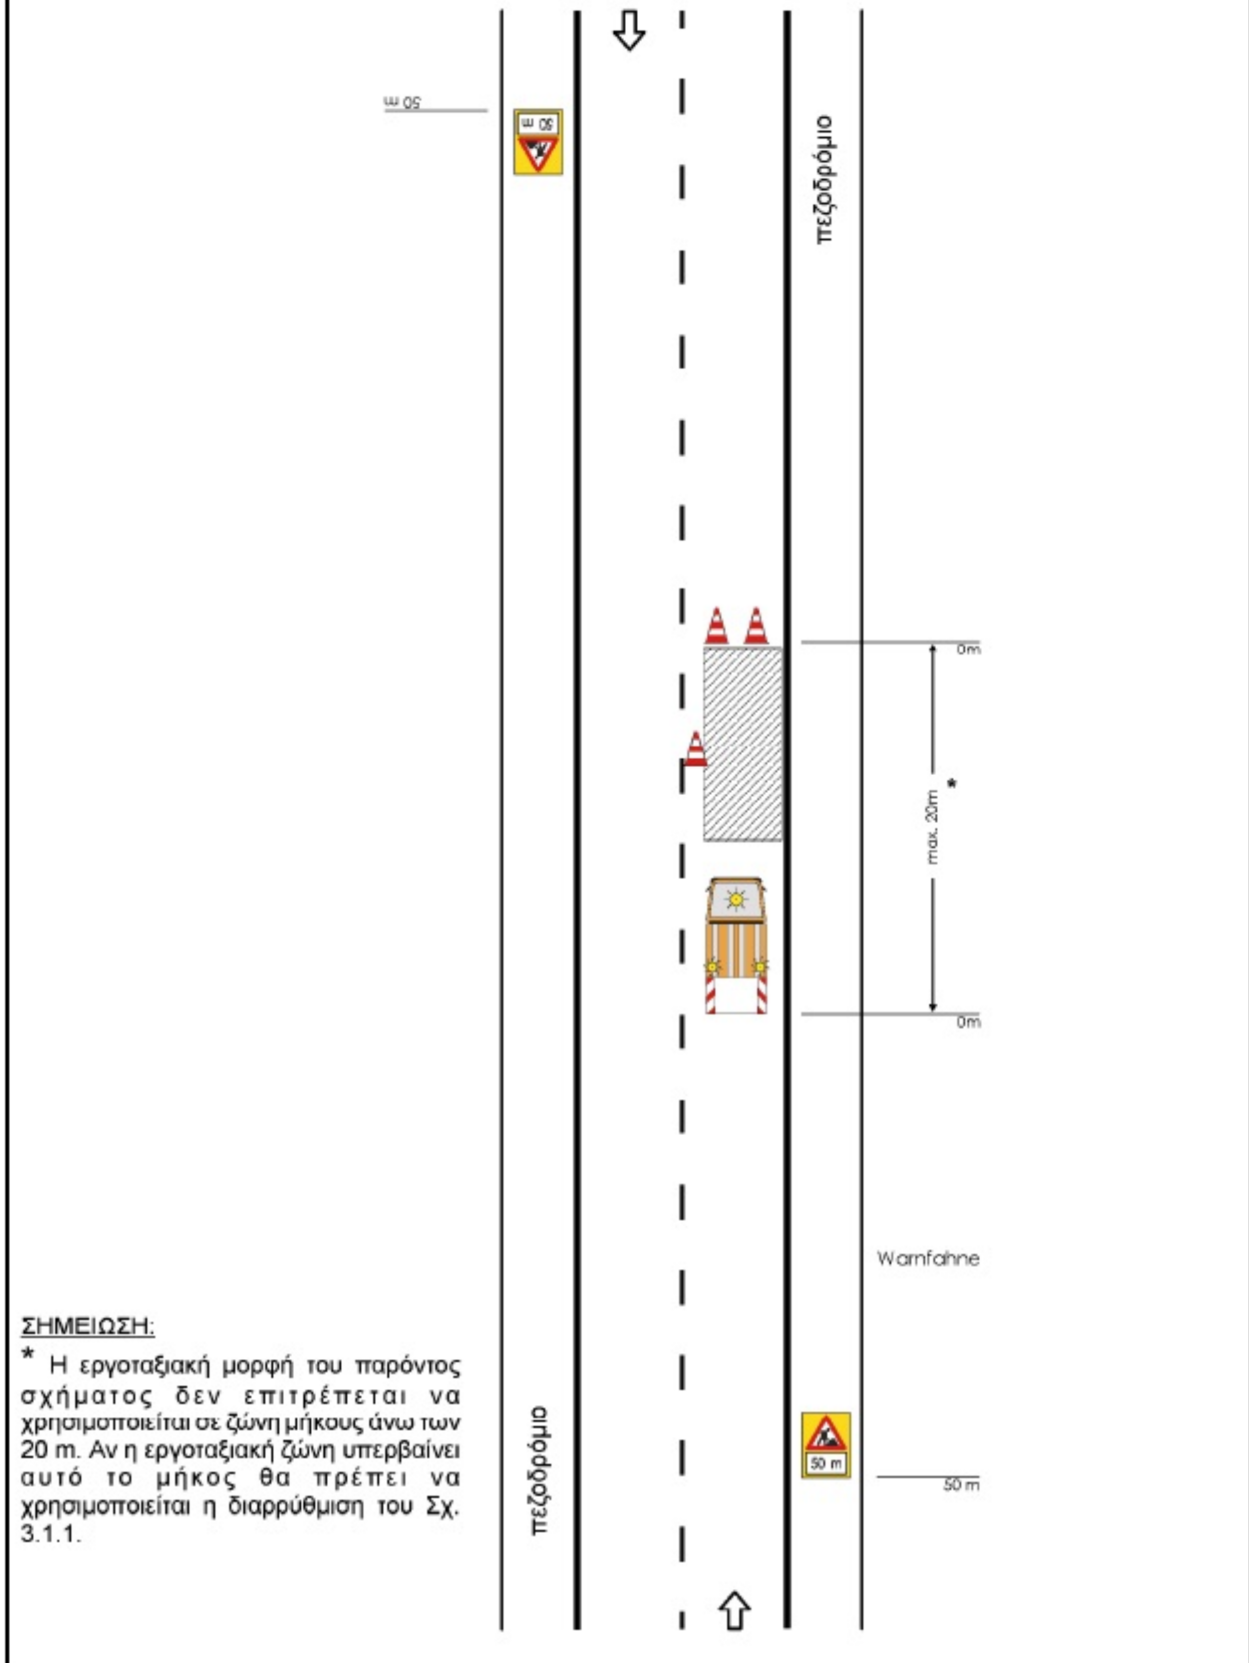 50 m
50 m
πεζοδρόμιο
0m
max. 20m
*
0m
Warnfahne
ΣΗΜΕΙΩΣΗ:
* Η εργοταξιακή μορφή του παρόντος
σχήματος δεν επιτρέπεται να
χρησιμοποιείται σε ζώνη μήκους άνω των
20 m. Αν η εργοταξιακή ζώνη υπερβαίνει
αυτό το μήκος θα πρέπει να
χρησιμοποιείται η διαρρύθμιση του Σχ.
3.1.1.
πεζοδρόμιο
50 m
50 m